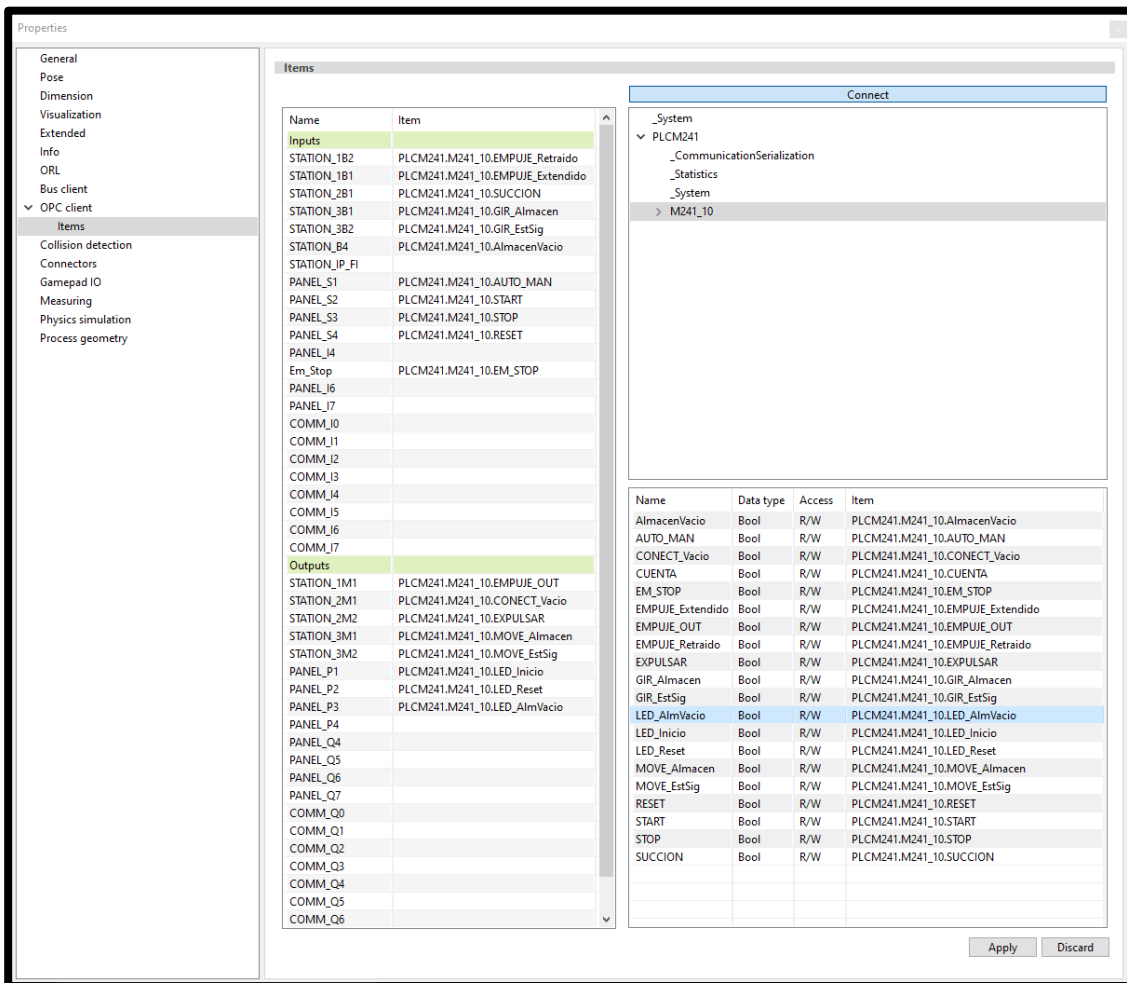 Properties
General
Pose
Dimension
Visualization
Extended
Info
ORL
Bus client
OPC client
Items
Collision detection
Connectors
Gamepad IO
Measuring
Physics simulation
Process geometry
Items
Name Item
Inputs
STATION_1B2 PLCM241.M241_10.EMPUJE_Retraido
STATION_1B1 PLCM241.M241_10.EMPUJE_Extendido
STATION_2B1 PLCM241.M241_10.SUCCION
STATION_3B1 PLCM241.M241_10.GIR_Almacen
STATION_3B2 PLCM241.M241_10.GIR_EstSig
STATION_B4 PLCM241.M241_10.AlmacenVacio
STATION_IP_FI
PANEL_S1 PLCM241.M241_10.AUTO_MAN
PANEL_S2 PLCM241.M241_10.START
PANEL_S3 PLCM241.M241_10.STOP
PANEL_S4 PLCM241.M241_10.RESET
PANEL_I4
Em_Stop PLCM241.M241_10.EM_STOP
PANEL_I6
PANEL_I7
COMM_I0
COMM_I1
COMM_I2
COMM_I3
COMM_I4
COMM_I5
COMM_I6
COMM_I7
Outputs
STATION_1M1 PLCM241.M241_10.EMPUJE_OUT
STATION_2M1 PLCM241.M241_10.CONECT_Vacio
STATION_2M2 PLCM241.M241_10.EXPULSAR
STATION_3M1 PLCM241.M241_10.MOVE_Almacen
STATION_3M2 PLCM241.M241_10.MOVE_EstSig
PANEL_P1 PLCM241.M241_10.LED_Inicio
PANEL_P2 PLCM241.M241_10.LED_Reset
PANEL_P3 PLCM241.M241_10.LED_AlmVacio
PANEL_P4
PANEL_Q4
PANEL_Q5
PANEL_Q6
PANEL_Q7
COMM_Q0
COMM_Q1
COMM_Q2
COMM_Q3
COMM_Q4
COMM_Q5
COMM_Q6
Connect
_System
PLCM241
_CommunicationSerialization
_Statistics
_System
M241_10
Name Data type Access Item
AlmacenVacio Bool R/W PLCM241.M241_10.AlmacenVacio
AUTO_MAN Bool R/W PLCM241.M241_10.AUTO_MAN
CONECT_Vacio Bool R/W PLCM241.M241_10.CONECT_Vacio
CUENTA Bool R/W PLCM241.M241_10.CUENTA
EM_STOP Bool R/W PLCM241.M241_10.EM_STOP
EMPUJE_Extendido Bool R/W PLCM241.M241_10.EMPUJE_Extendido
EMPUJE_OUT Bool R/W PLCM241.M241_10.EMPUJE_OUT
EMPUJE_Retraido Bool R/W PLCM241.M241_10.EMPUJE_Retraido
EXPULSAR Bool R/W PLCM241.M241_10.EXPULSAR
GIR_Almacen Bool R/W PLCM241.M241_10.GIR_Almacen
GIR_EstSig Bool R/W PLCM241.M241_10.GIR_EstSig
LED_AlmVacio Bool R/W PLCM241.M241_10.LED_AlmVacio
LED_Inicio Bool R/W PLCM241.M241_10.LED_Inicio
LED_Reset Bool R/W PLCM241.M241_10.LED_Reset
MOVE_Almacen Bool R/W PLCM241.M241_10.MOVE_Almacen
MOVE_EstSig Bool R/W PLCM241.M241_10.MOVE_EstSig
RESET Bool R/W PLCM241.M241_10.RESET
START Bool R/W PLCM241.M241_10.START
STOP Bool R/W PLCM241.M241_10.STOP
SUCCION Bool R/W PLCM241.M241_10.SUCCION
Apply Discard